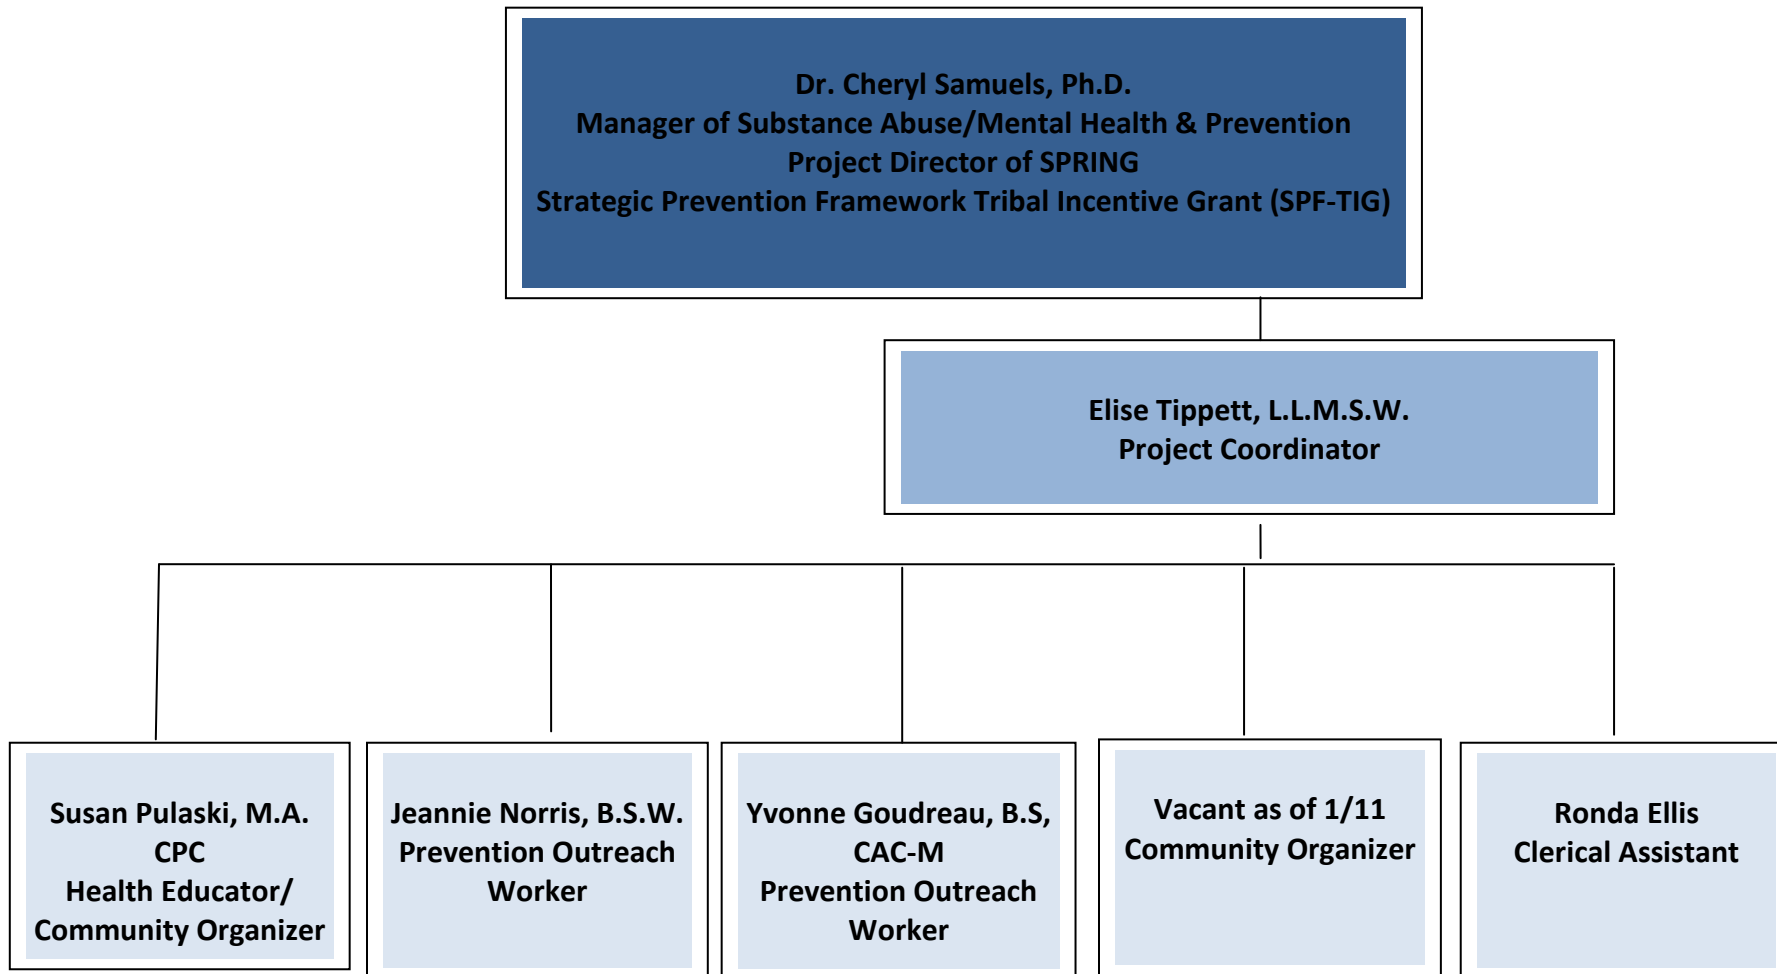 Dr. Cheryl Samuels, Ph.D.
Manager of Substance Abuse/Mental Health & Prevention
Project Director of SPRING
Strategic Prevention Framework Tribal Incentive Grant (SPF-TIG)
Elise Tippett, L.L.M.S.W.
Project Coordinator
Susan Pulaski, M.A.
CPC
Health Educator/
Community Organizer
Jeannie Norris, B.S.W.
Prevention Outreach
Worker
Yvonne Goudreau, B.S,
CAC-M
Prevention Outreach
Worker
Vacant as of 1/11
Community Organizer
Ronda Ellis
Clerical Assistant